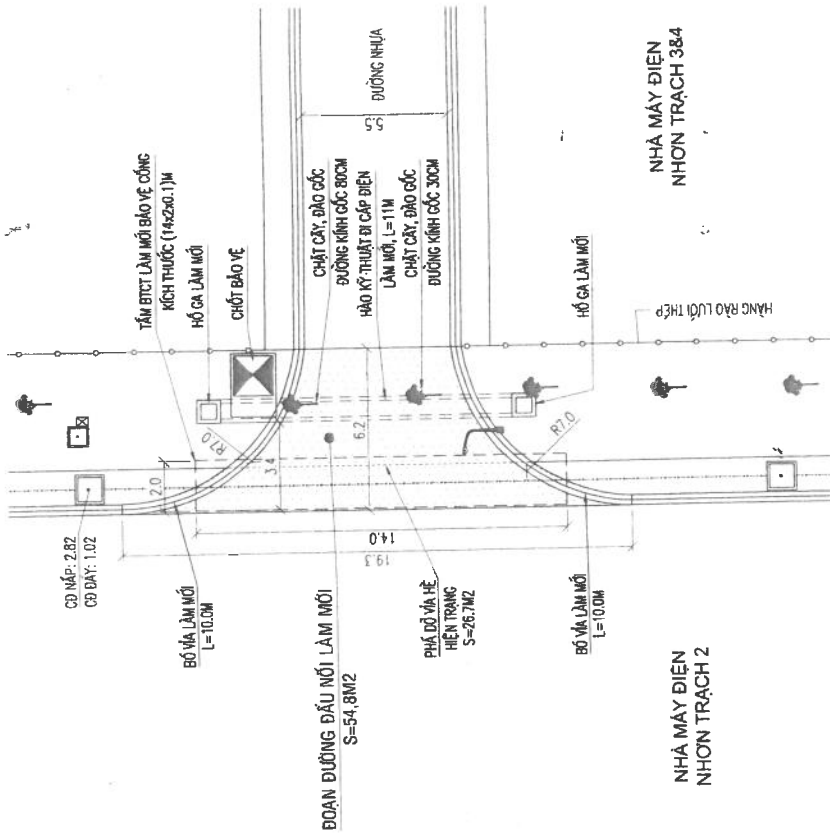 TẤM BTCT LÀM MỚI BẢO VỆ CỐNG
KÍCH THƯỚC (14x2x0.1)M
HỐ GA LÀM MỚI
CHỐT BẢO VỆ
CHẶT CÂY, ĐÀO GỐC
ĐƯỜNG KÍNH GỐC 80CM
HÀO KỸ THUẬT ĐI CÁP ĐIỆN
LÀM MỚI, L=11M
CHẶT CÂY, ĐÀO GỐC
ĐƯỜNG KÍNH GỐC 30CM
HỐ GA LÀM MỚI
ĐƯỜNG NHỰA
5.5
NHÀ MÁY ĐIỆN
NHƠN TRẠCH 3&4
HÀNG RÀO LƯỚI THÉP
R7.0
2.0
3.4
6.2
R7.0
14.0
19.3
CĐ NẮP: 2.82
CĐ ĐÁY: 1.02
BÓ VỈA LÀM MỚI
L=10.0M
ĐOẠN ĐƯỜNG ĐẤU NỐI LÀM MỚI
S=54,8M2
PHÁ DỠ VỈA HÈ
HIỆN TRẠNG
S=26.7M2
BÓ VỈA LÀM MỚI
L=10.0M
NHÀ MÁY ĐIỆN
NHƠN TRẠCH 2